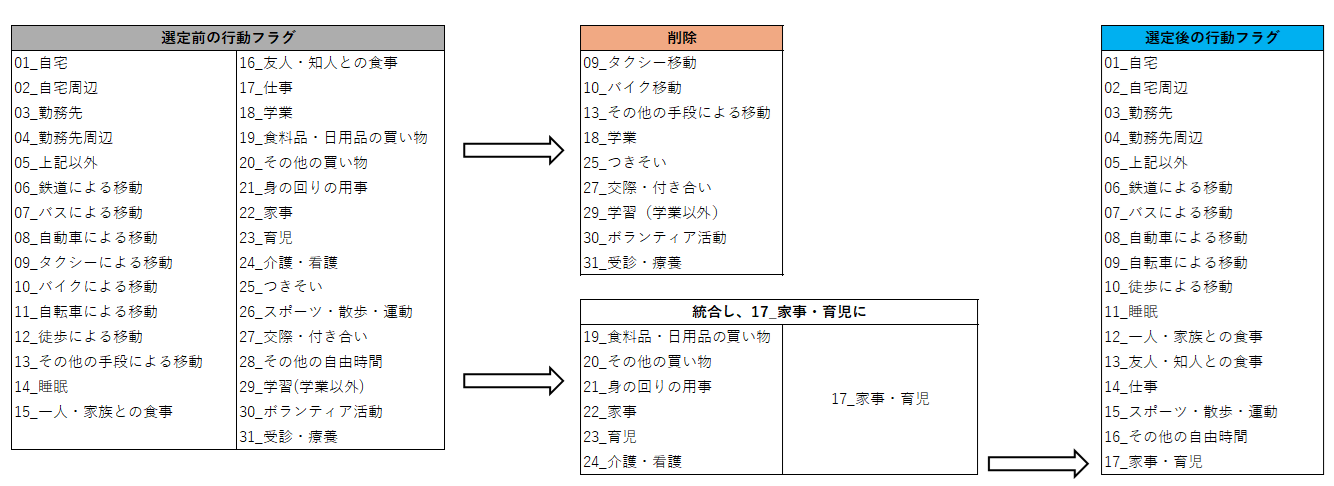 選定前の行動フラグ
01_自宅
02_自宅周辺
03_勤務先
04_勤務先周辺
05_上記以外
06_鉄道による移動
07_バスによる移動
08_自動車による移動
09_タクシーによる移動
10_バイクによる移動
11_自転車による移動
12_徒歩による移動
13_その他の手段による移動
14_睡眠
15_一人・家族との食事
16_友人・知人との食事
17_仕事
18_学業
19_食料品・日用品の買い物
20_その他の買い物
21_身の回りの用事
22_家事
23_育児
24_介護・看護
25_つきそい
26_スポーツ・散歩・運動
27_交際・付き合い
28_その他の自由時間
29_学習(学業以外)
30_ボランティア活動
31_受診・療養
削除
09_タクシー移動
10_バイク移動
13_その他の手段による移動
18_学業
25_つきそい
27_交際・付き合い
29_学習（学業以外）
30_ボランティア活動
31_受診・療養
統合し、17_家事・育児に
19_食料品・日用品の買い物
20_その他の買い物
21_身の回りの用事
22_家事
23_育児
24_介護・看護
17_家事・育児
選定後の行動フラグ
01_自宅
02_自宅周辺
03_勤務先
04_勤務先周辺
05_上記以外
06_鉄道による移動
07_バスによる移動
08_自動車による移動
09_自転車による移動
10_徒歩による移動
11_睡眠
12_一人・家族との食事
13_友人・知人との食事
14_仕事
15_スポーツ・散歩・運動
16_その他の自由時間
17_家事・育児